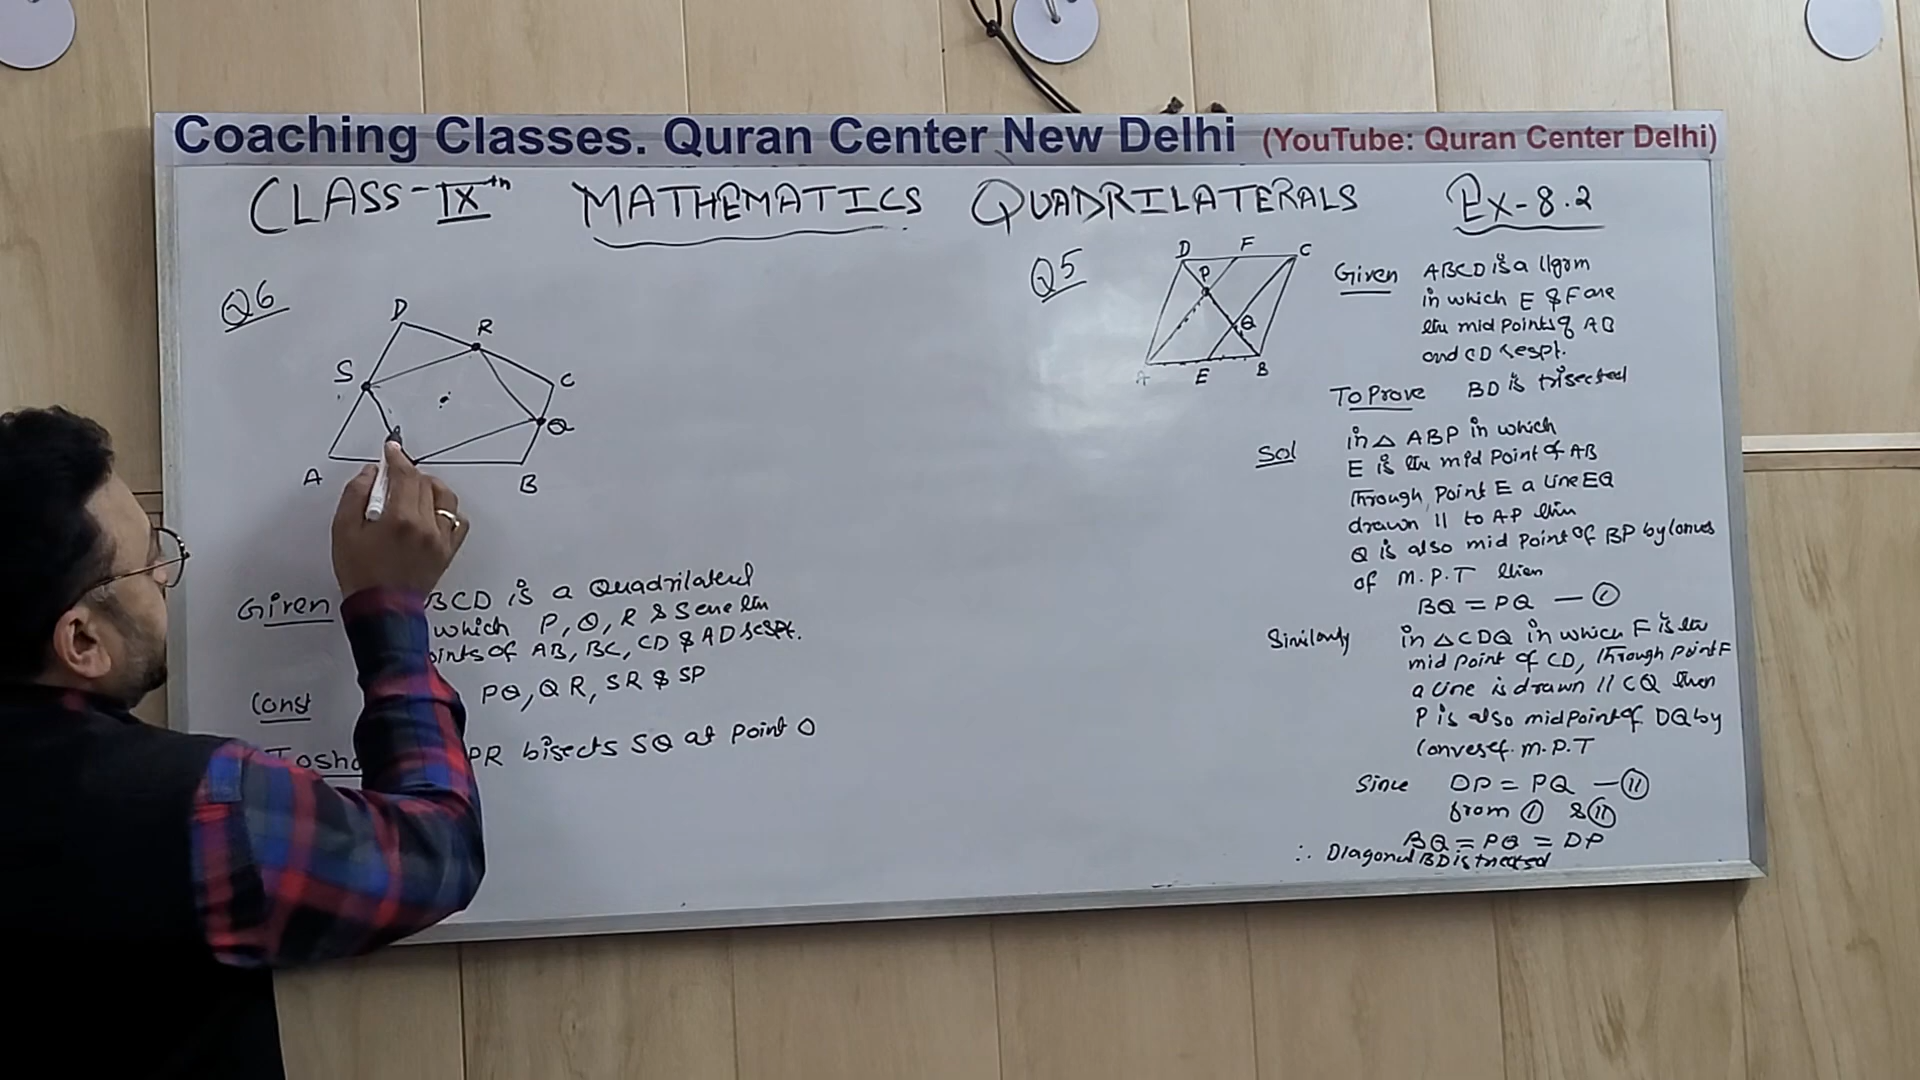 Coaching Classes. Quran Center New Delhi (YouTube: Quran Center Delhi)
CLASS-IXth MATHEMATICS QUADRILATERALS Ex-8.2
Q6
D
R
S
C
Q
A
B
Given BCD is a Quadrilateral
which P, Q, R & S are the
oints of AB, BC, CD & AD respt.
Const PQ, QR, SR & SP
To sho PR bisects SQ at Point O
Q5
D F C
P
Q
A E B
Given ABCD is a ||gram
in which E & F are
the mid Points of AB
and CD respt.
To Prove BD is trisected
Sol in △ ABP in which
E is the mid Point of AB
Through Point E a Line EQ
drawn || to AP then
Q is also mid Point of BP by Convers
of M.P.T then
BQ = PQ — ①
Similarly in △CDQ in which F is the
mid Point of CD, Through Point F
a line is drawn // CQ then
P is also mid Point of DQ by
Conves of. M.P.T
Since DP = PQ — ⑪
from ① & ⑪
BQ = PQ = DP
∴ Diagonal BD is